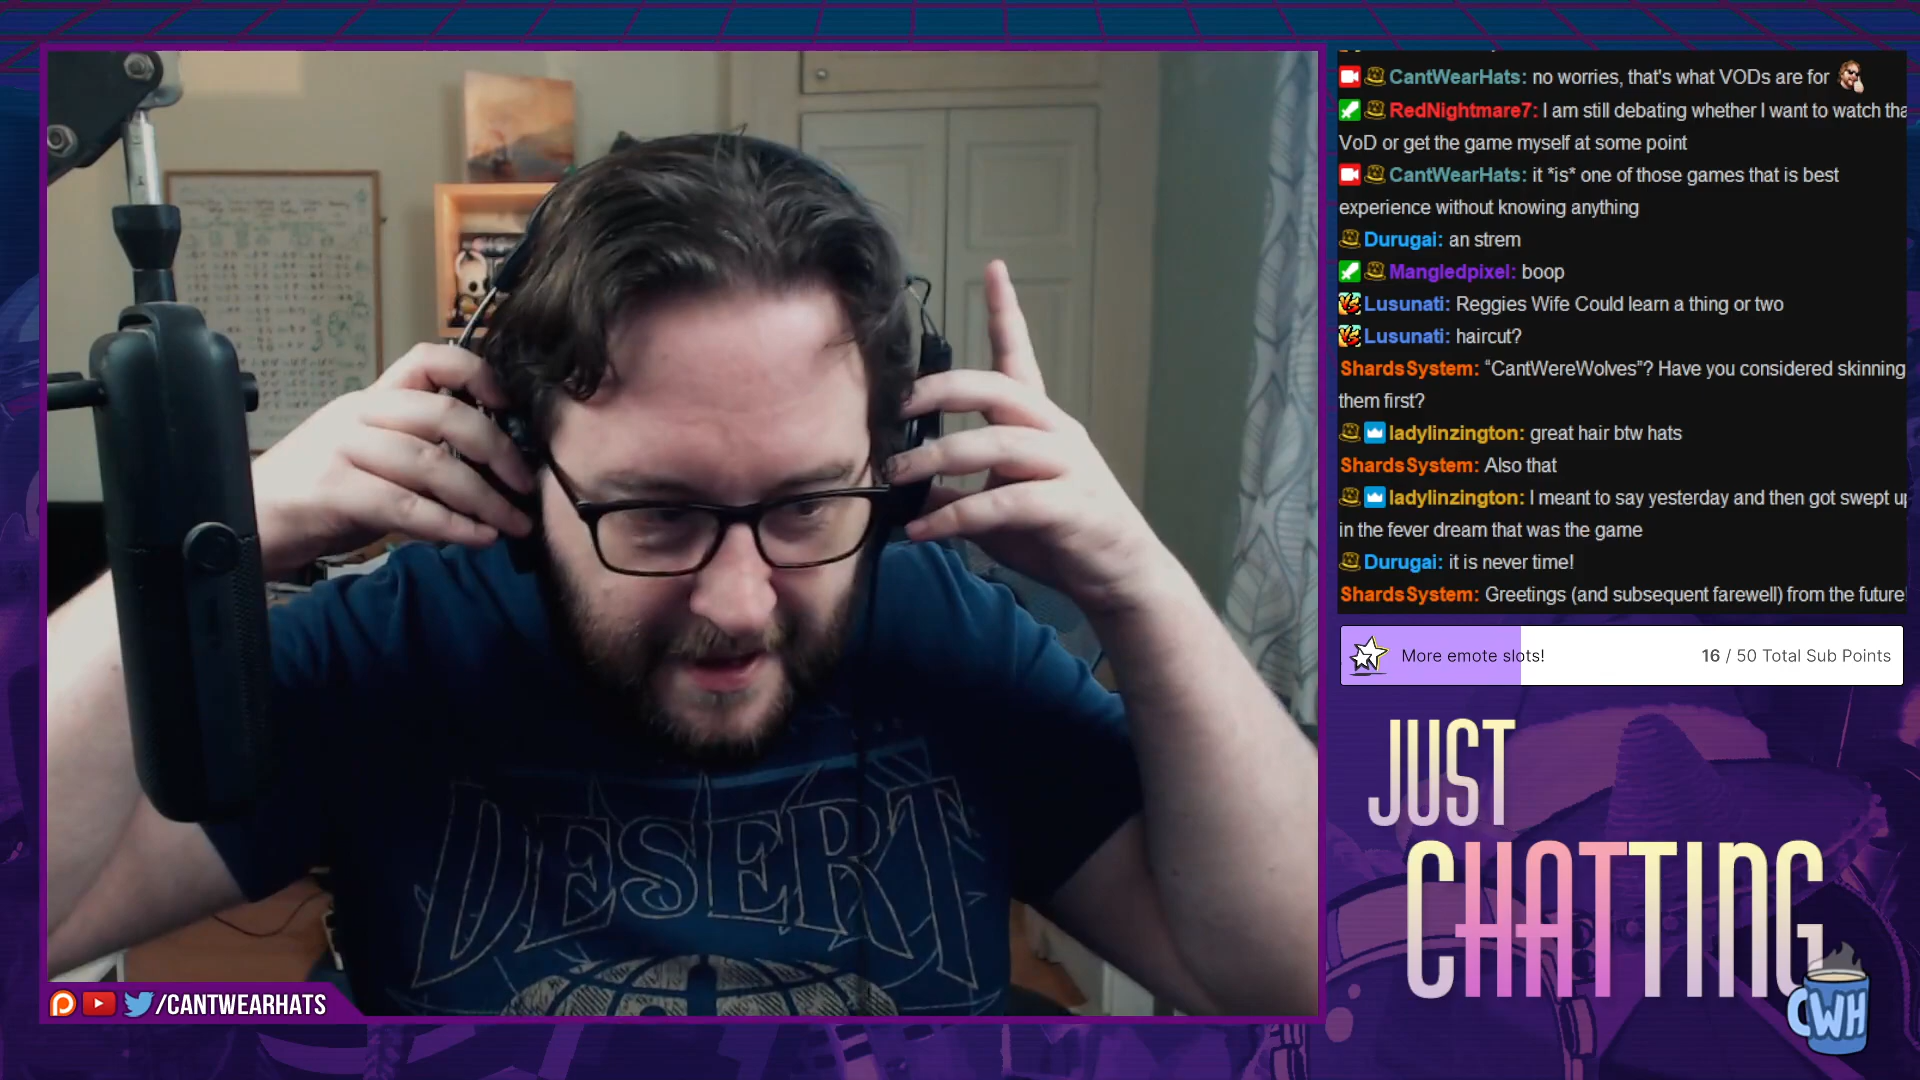 CantWearHats: no worries, that's what VODs are for
RedNightmare7: I am still debating whether I want to watch tha
VoD or get the game myself at some point
CantWearHats: it *is* one of those games that is best
experience without knowing anything
Durugai: an strem
Mangledpixel: boop
Lusunati: Reggies Wife Could learn a thing or two
Lusunati: haircut?
ShardsSystem: “CantWereWolves”? Have you considered skinning
them first?
ladylinzington: great hair btw hats
ShardsSystem: Also that
ladylinzington: I meant to say yesterday and then got swept up
in the fever dream that was the game
Durugai: it is never time!
ShardsSystem: Greetings (and subsequent farewell) from the future!
More emote slots! 16 / 50 Total Sub Points
JUST
CHATTING
CWH
DESERT
/CANTWEARHATS